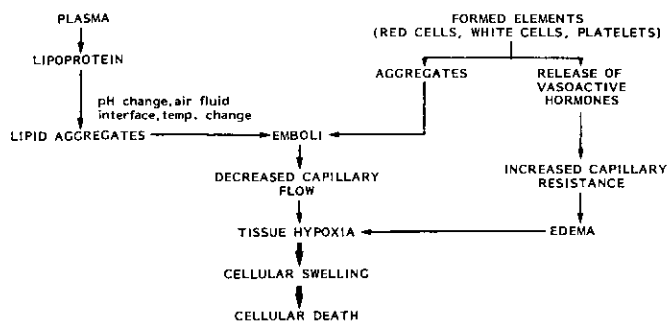 PLASMA
LIPOPROTEIN
pH change, air fluid
interface, temp. change
LIPID AGGREGATES
FORMED ELEMENTS
(RED CELLS, WHITE CELLS, PLATELETS)
AGGREGATES
RELEASE OF
VASOACTIVE
HORMONES
EMBOLI
DECREASED CAPILLARY
FLOW
INCREASED CAPILLARY
RESISTANCE
TISSUE HYPOXIA
EDEMA
CELLULAR SWELLING
CELLULAR DEATH